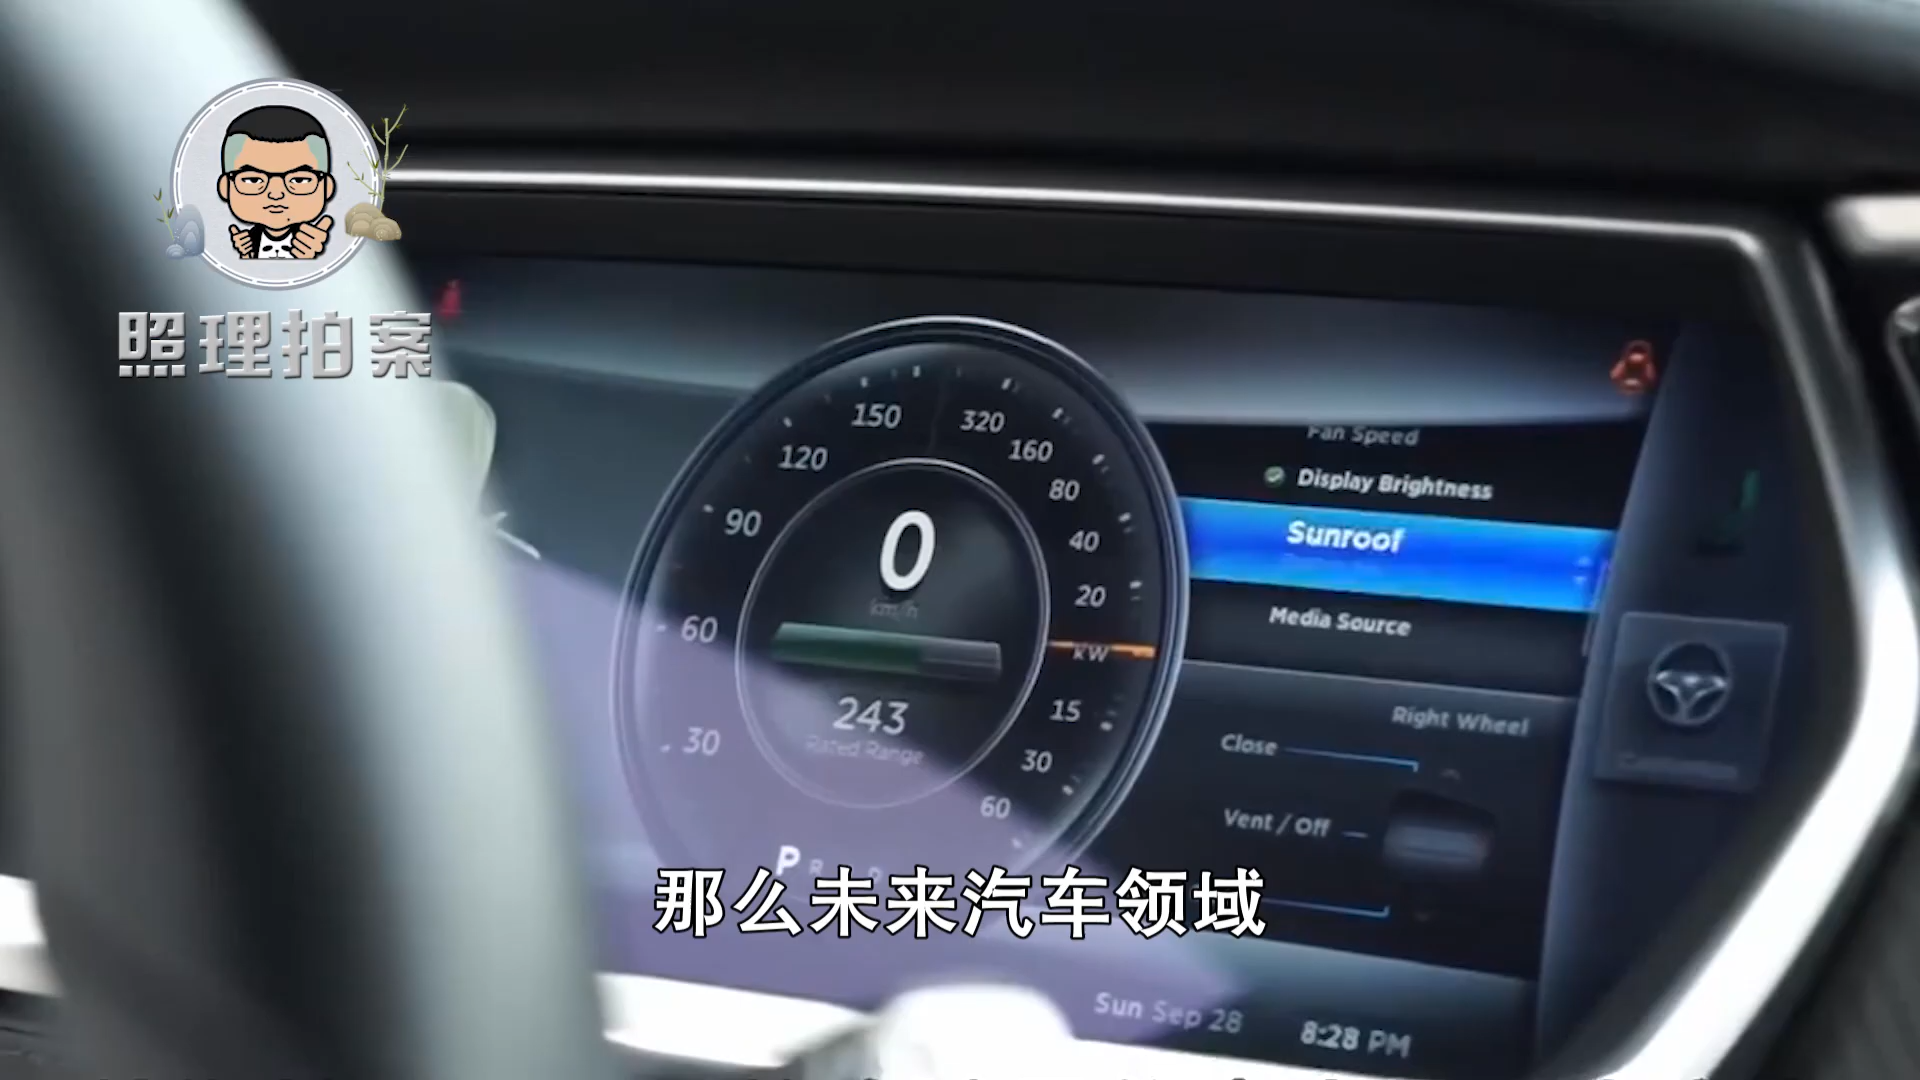 照理拍案
150
320
120
160
80
90
40
0
km/h
20
60
kW
243
Rated Range
15
30
30
60
P R
Fan Speed
Display Brightness
Sunroof
Media Source
Right Wheel
Close
Vent / Off
那么未来汽车领域
Sun Sep 28
8:28 PM